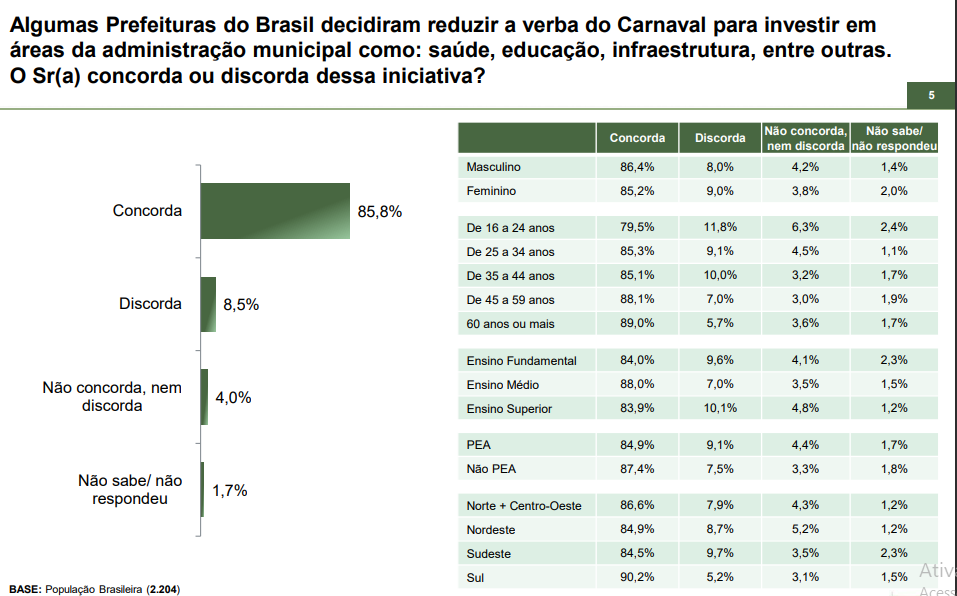 Algumas Prefeituras do Brasil decidiram reduzir a verba do Carnaval para investir em
áreas da administração municipal como: saúde, educação, infraestrutura, entre outras.
O Sr(a) concorda ou discorda dessa iniciativa?
5
Concorda 85,8%
Discorda 8,5%
Não concorda, nem
discorda
4,0%
Não sabe/ não
respondeu
1,7%
Concorda Discorda Não concorda, nem discorda Não sabe/ não respondeu
Masculino 86,4% 8,0% 4,2% 1,4%
Feminino 85,2% 9,0% 3,8% 2,0%
De 16 a 24 anos 79,5% 11,8% 6,3% 2,4%
De 25 a 34 anos 85,3% 9,1% 4,5% 1,1%
De 35 a 44 anos 85,1% 10,0% 3,2% 1,7%
De 45 a 59 anos 88,1% 7,0% 3,0% 1,9%
60 anos ou mais 89,0% 5,7% 3,6% 1,7%
Ensino Fundamental 84,0% 9,6% 4,1% 2,3%
Ensino Médio 88,0% 7,0% 3,5% 1,5%
Ensino Superior 83,9% 10,1% 4,8% 1,2%
PEA 84,9% 9,1% 4,4% 1,7%
Não PEA 87,4% 7,5% 3,3% 1,8%
Norte + Centro-Oeste 86,6% 7,9% 4,3% 1,2%
Nordeste 84,9% 8,7% 5,2% 1,2%
Sudeste 84,5% 9,7% 3,5% 2,3%
Sul 90,2% 5,2% 3,1% 1,5%
Ativ
Acess
BASE: População Brasileira (2.204)